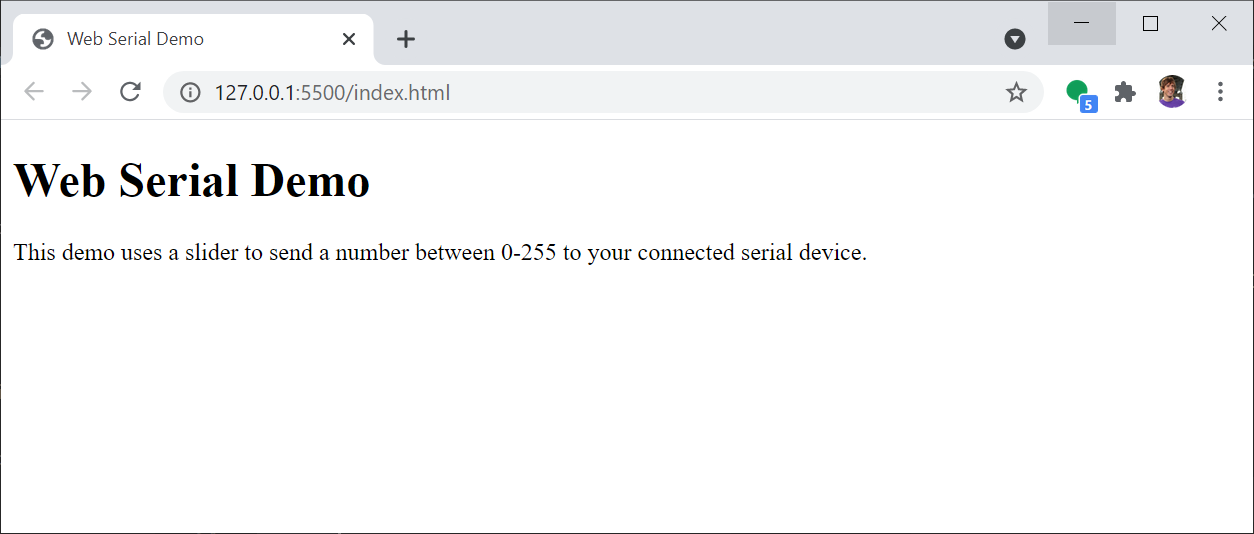 Web Serial Demo
127.0.0.1:5500/index.html
5
Web Serial Demo
This demo uses a slider to send a number between 0-255 to your connected serial device.